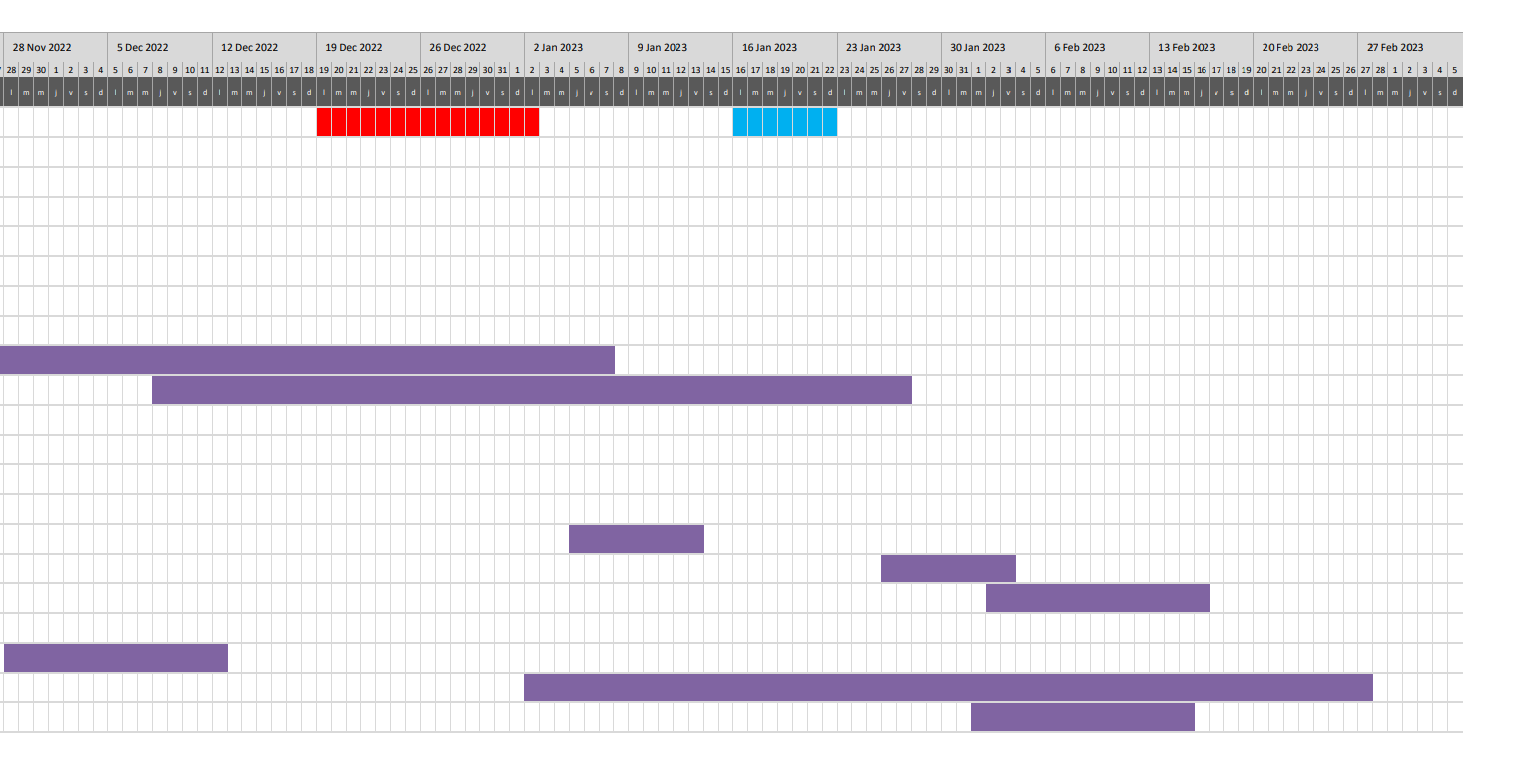 28 Nov 2022 5 Dec 2022 12 Dec 2022 19 Dec 2022 26 Dec 2022 2 Jan 2023 9 Jan 2023 16 Jan 2023 23 Jan 2023 30 Jan 2023 6 Feb 2023 13 Feb 2023 20 Feb 2023 27 Feb 2023
28 29 30 1 2 3 4 5 6 7 8 9 10 11 12 13 14 15 16 17 18 19 20 21 22 23 24 25 26 27 28 29 30 31 1 2 3 4 5 6 7 8 9 10 11 12 13 14 15 16 17 18 19 20 21 22 23 24 25 26 27 28 29 30 31 1 2 3 4 5 6 7 8 9 10 11 12 13 14 15 16 17 18 19 20 21 22 23 24 25 26 27 28 1 2 3 4 5
l m m j v s d l m m j v s d l m m j v s d l m m j v s d l m m j v s d l m m j v s d l m m j v s d l m m j v s d l m m j v s d l m m j v s d l m m j v s d l m m j v s d l m m j v s d l m m j v s d